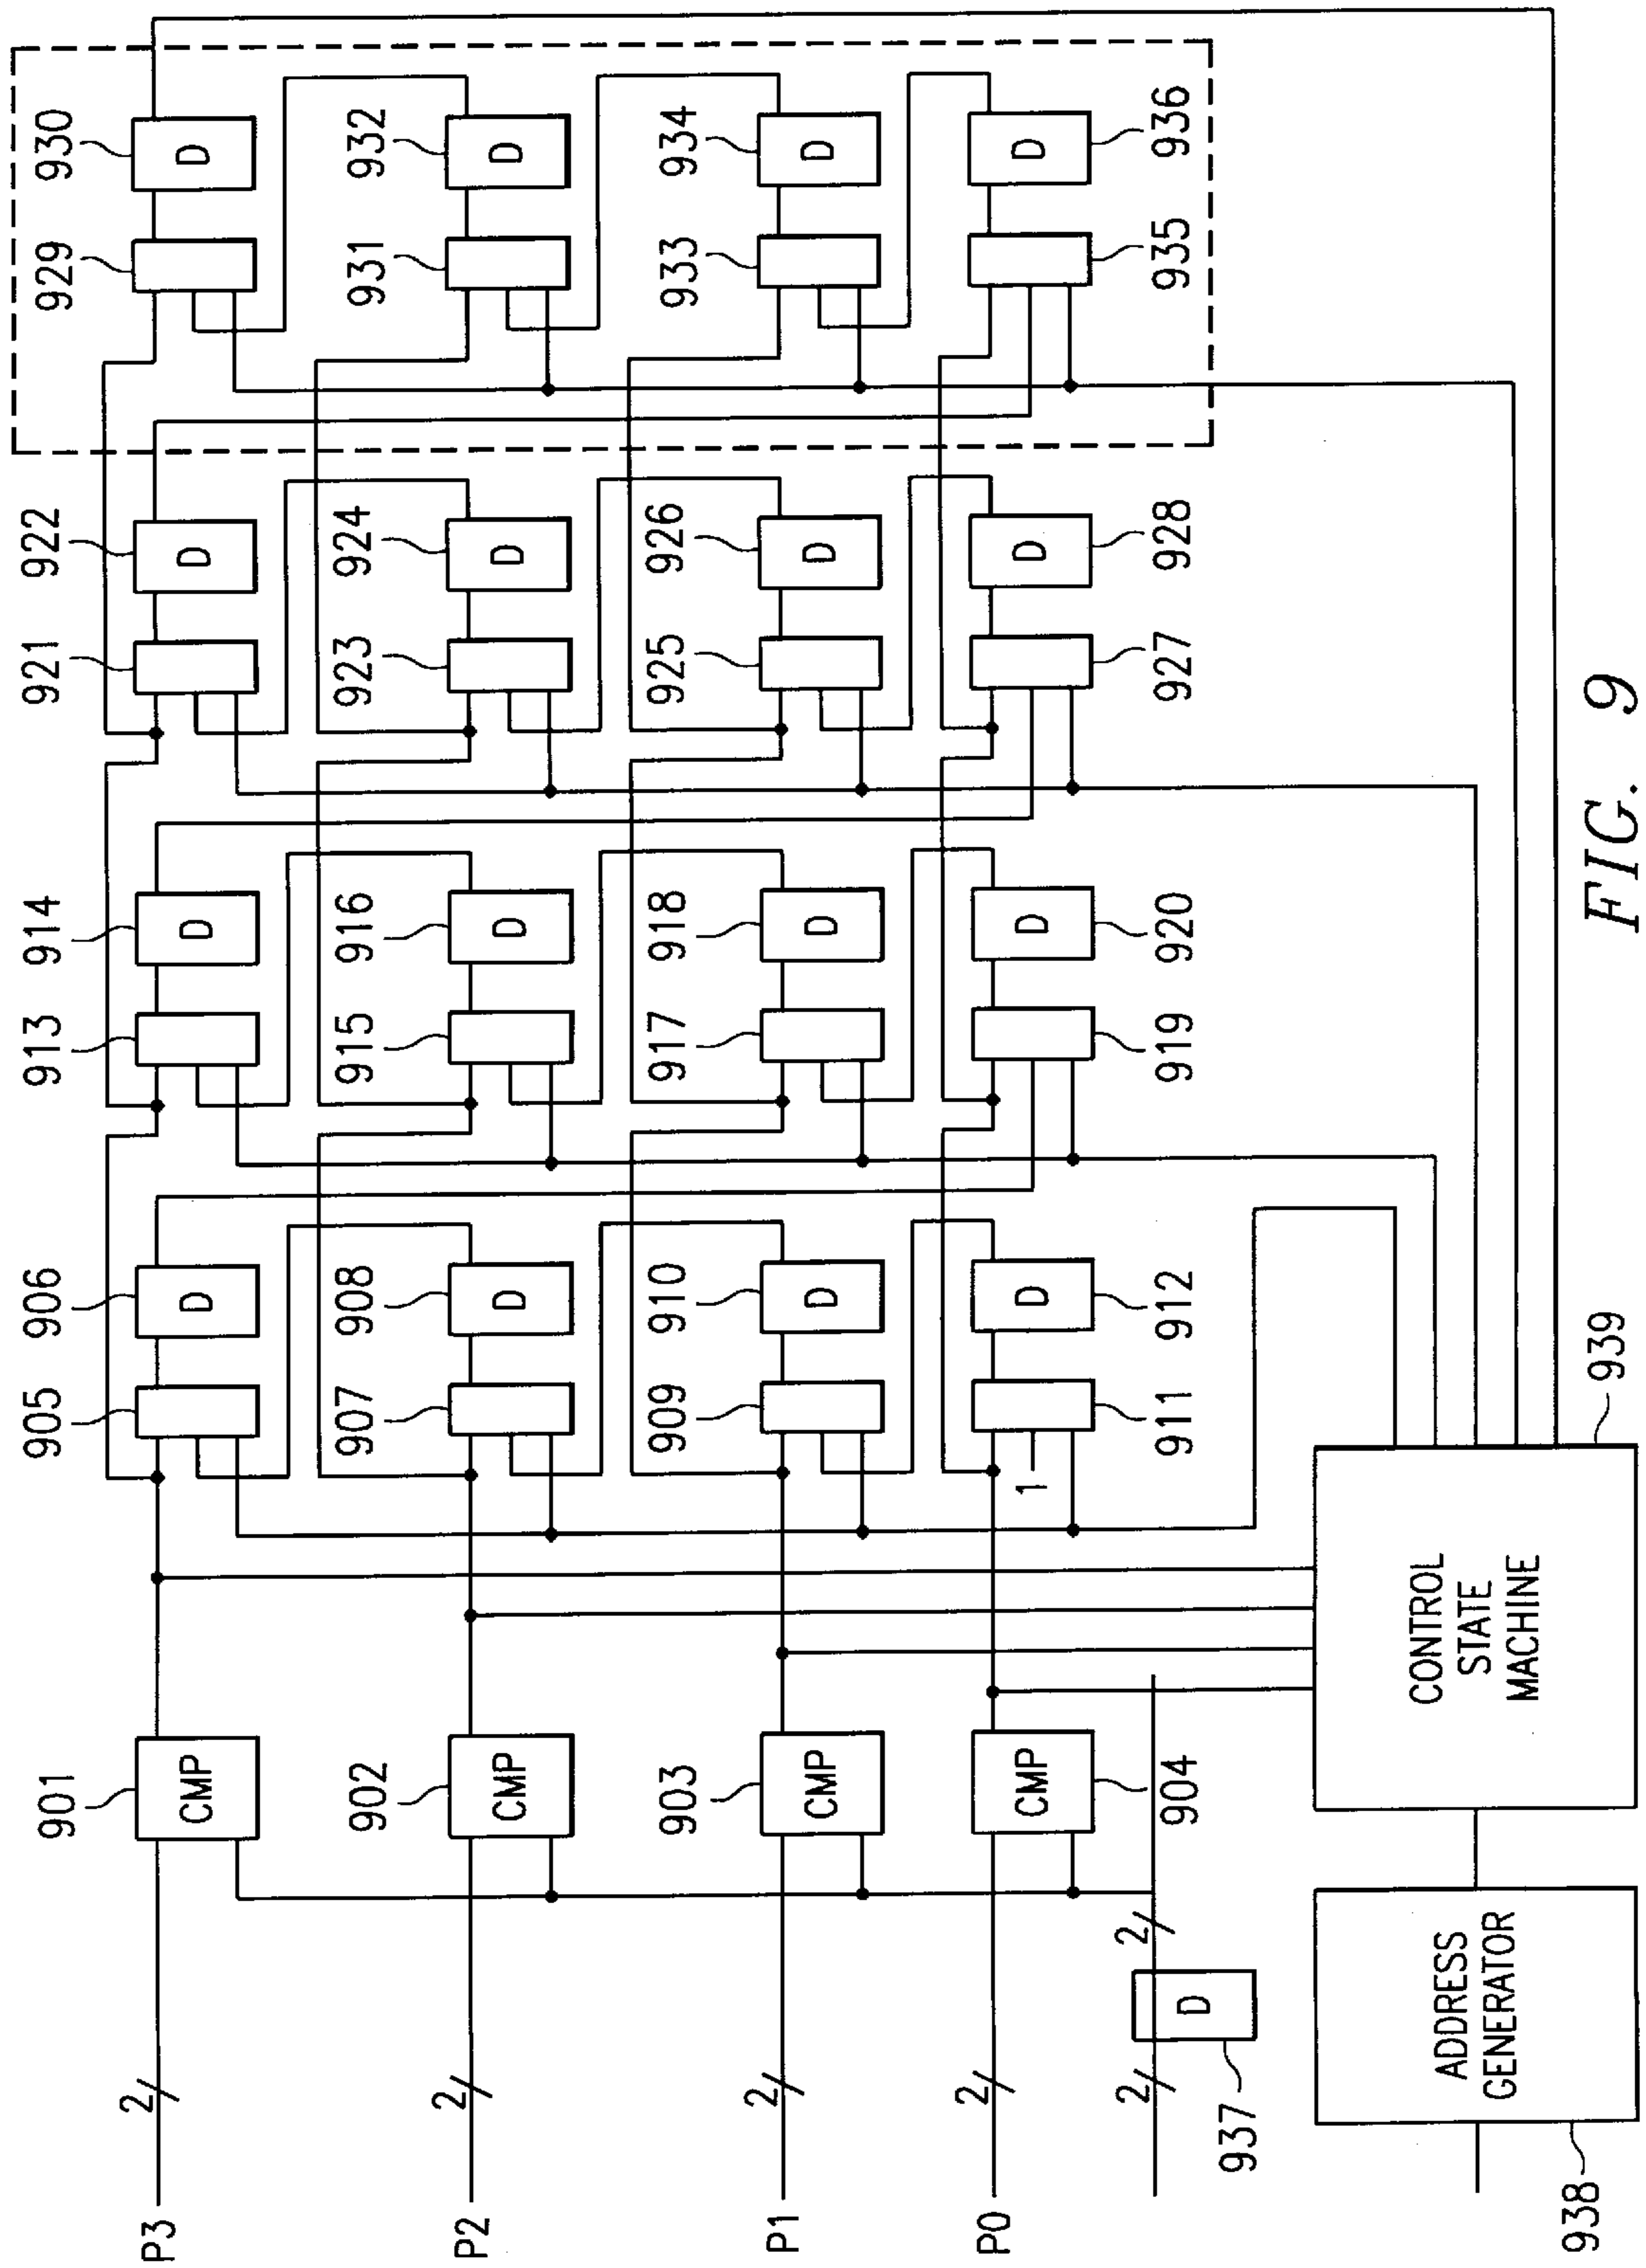 P3
2
901
CMP
905
906
D
913
914
D
921
922
D
929
930
D
P2
2
902
CMP
907
908
D
915
916
D
923
924
D
931
932
D
P1
2
903
CMP
909
910
D
917
918
D
925
926
D
933
934
D
P0
2
904
CMP
1
911
912
D
919
920
D
927
928
D
935
936
D
2
937
D
2
938
ADDRESS
GENERATOR
CONTROL
STATE
MACHINE
939
FIG. 9